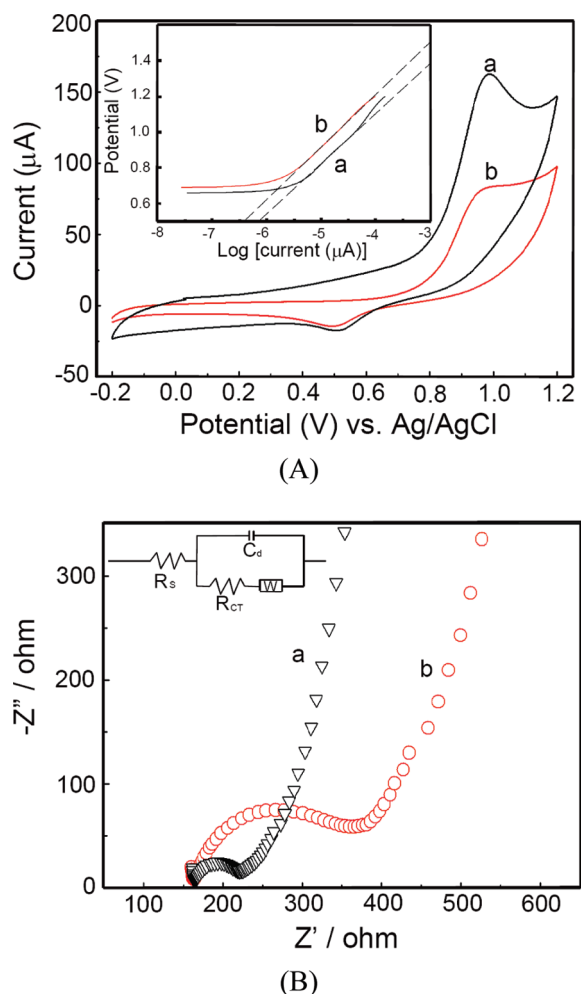 (A)
200
150
100
50
0
-50
Current (μA)
-0.2 0.0 0.2 0.4 0.6 0.8 1.0 1.2
Potential (V) vs. Ag/AgCl
a
b
1.4
1.2
1.0
0.8
0.6
Potential (V)
b
a
-8 -7 -6 -5 -4 -3
Log [current (μA)]
(A)
300
200
100
0
-Z" / ohm
Cd
RS
RCT
W
a
b
100 200 300 400 500 600
Z' / ohm
(B)